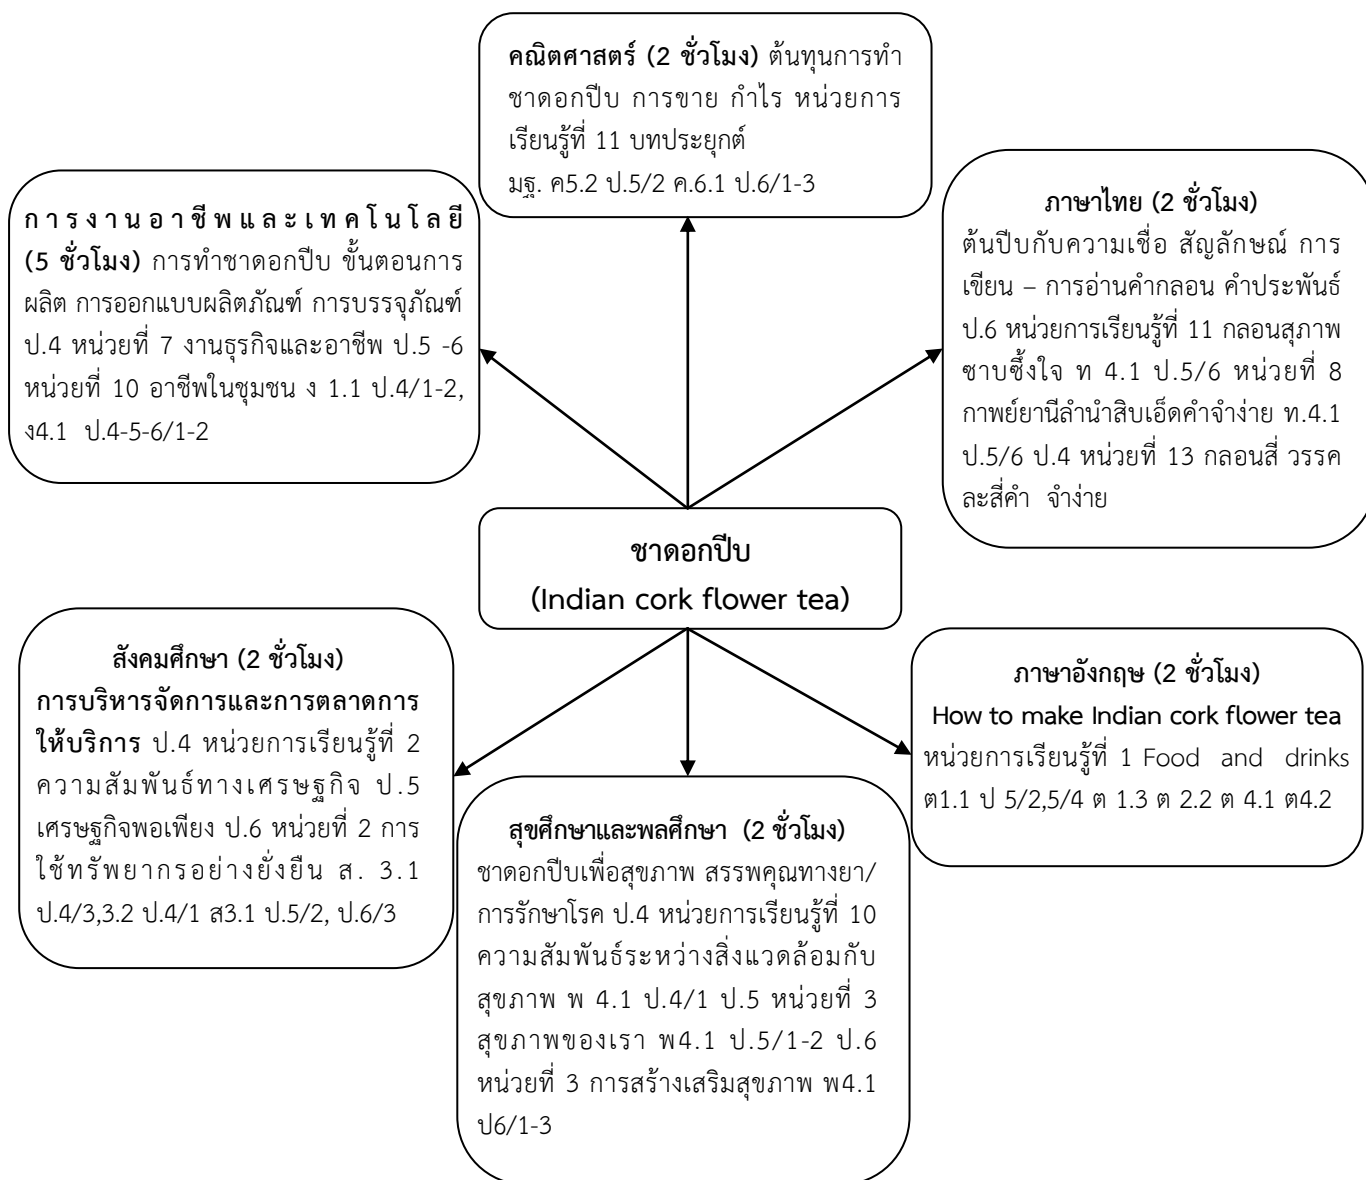 คณิตศาสตร์ (2 ชั่วโมง) ต้นทุนการทำ
ชาดอกปีบ การขาย กำไร หน่วยการ
เรียนรู้ที่ 11 บทประยุกต์
มฐ. ค5.2 ป.5/2 ค.6.1 ป.6/1-3
การงานอาชีพและเทคโนโลยี
(5 ชั่วโมง) การทำชาดอกปีบ ขั้นตอนการ
ผลิต การออกแบบผลิตภัณฑ์ การบรรจุภัณฑ์
ป.4 หน่วยที่ 7 งานธุรกิจและอาชีพ ป.5 -6
หน่วยที่ 10 อาชีพในชุมชน ง 1.1 ป.4/1-2,
ง4.1 ป.4-5-6/1-2
ภาษาไทย (2 ชั่วโมง)
ต้นปีบกับความเชื่อ สัญลักษณ์ การ
เขียน – การอ่านคำกลอน คำประพันธ์
ป.6 หน่วยการเรียนรู้ที่ 11 กลอนสุภาพ
ซาบซึ้งใจ ท 4.1 ป.5/6 หน่วยที่ 8
กาพย์ยานีลำนำสิบเอ็ดคำจำง่าย ท.4.1
ป.5/6 ป.4 หน่วยที่ 13 กลอนสี่ วรรค
ละสี่คำ จำง่าย
ชาดอกปีบ
(Indian cork flower tea)
สังคมศึกษา (2 ชั่วโมง)
การบริหารจัดการและการตลาดการ
ให้บริการ ป.4 หน่วยการเรียนรู้ที่ 2
ความสัมพันธ์ทางเศรษฐกิจ ป.5
เศรษฐกิจพอเพียง ป.6 หน่วยที่ 2 การ
ใช้ทรัพยากรอย่างยั่งยืน ส. 3.1
ป.4/3,3.2 ป.4/1 ส3.1 ป.5/2, ป.6/3
ภาษาอังกฤษ (2 ชั่วโมง)
How to make Indian cork flower tea
หน่วยการเรียนรู้ที่ 1 Food and drinks
ต1.1 ป 5/2,5/4 ต 1.3 ต 2.2 ต 4.1 ต4.2
สุขศึกษาและพลศึกษา (2 ชั่วโมง)
ชาดอกปีบเพื่อสุขภาพ สรรพคุณทางยา/
การรักษาโรค ป.4 หน่วยการเรียนรู้ที่ 10
ความสัมพันธ์ระหว่างสิ่งแวดล้อมกับ
สุขภาพ พ 4.1 ป.4/1 ป.5 หน่วยที่ 3
สุขภาพของเรา พ4.1 ป.5/1-2 ป.6
หน่วยที่ 3 การสร้างเสริมสุขภาพ พ4.1
ป6/1-3